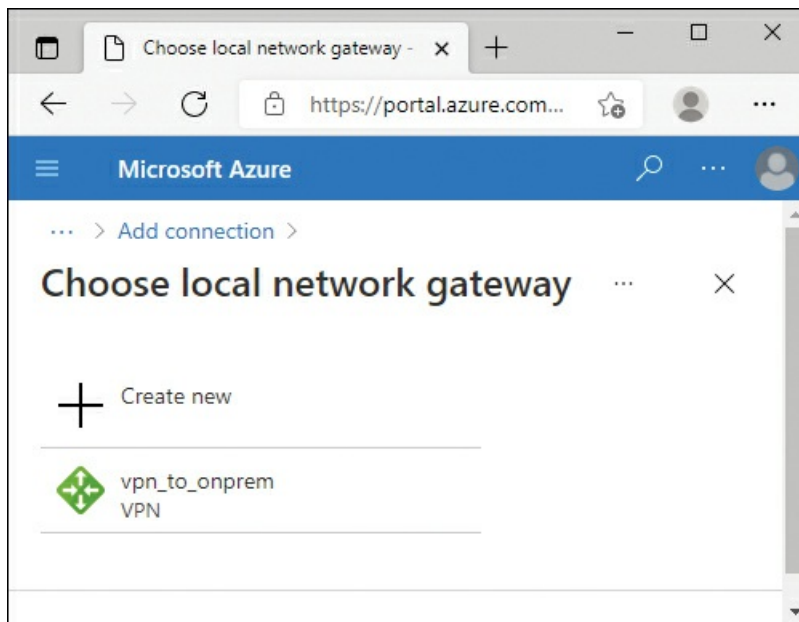 Choose local network gateway -
https://portal.azure.com...
Microsoft Azure
... > Add connection >
Choose local network gateway ...
Create new
vpn_to_onprem
VPN